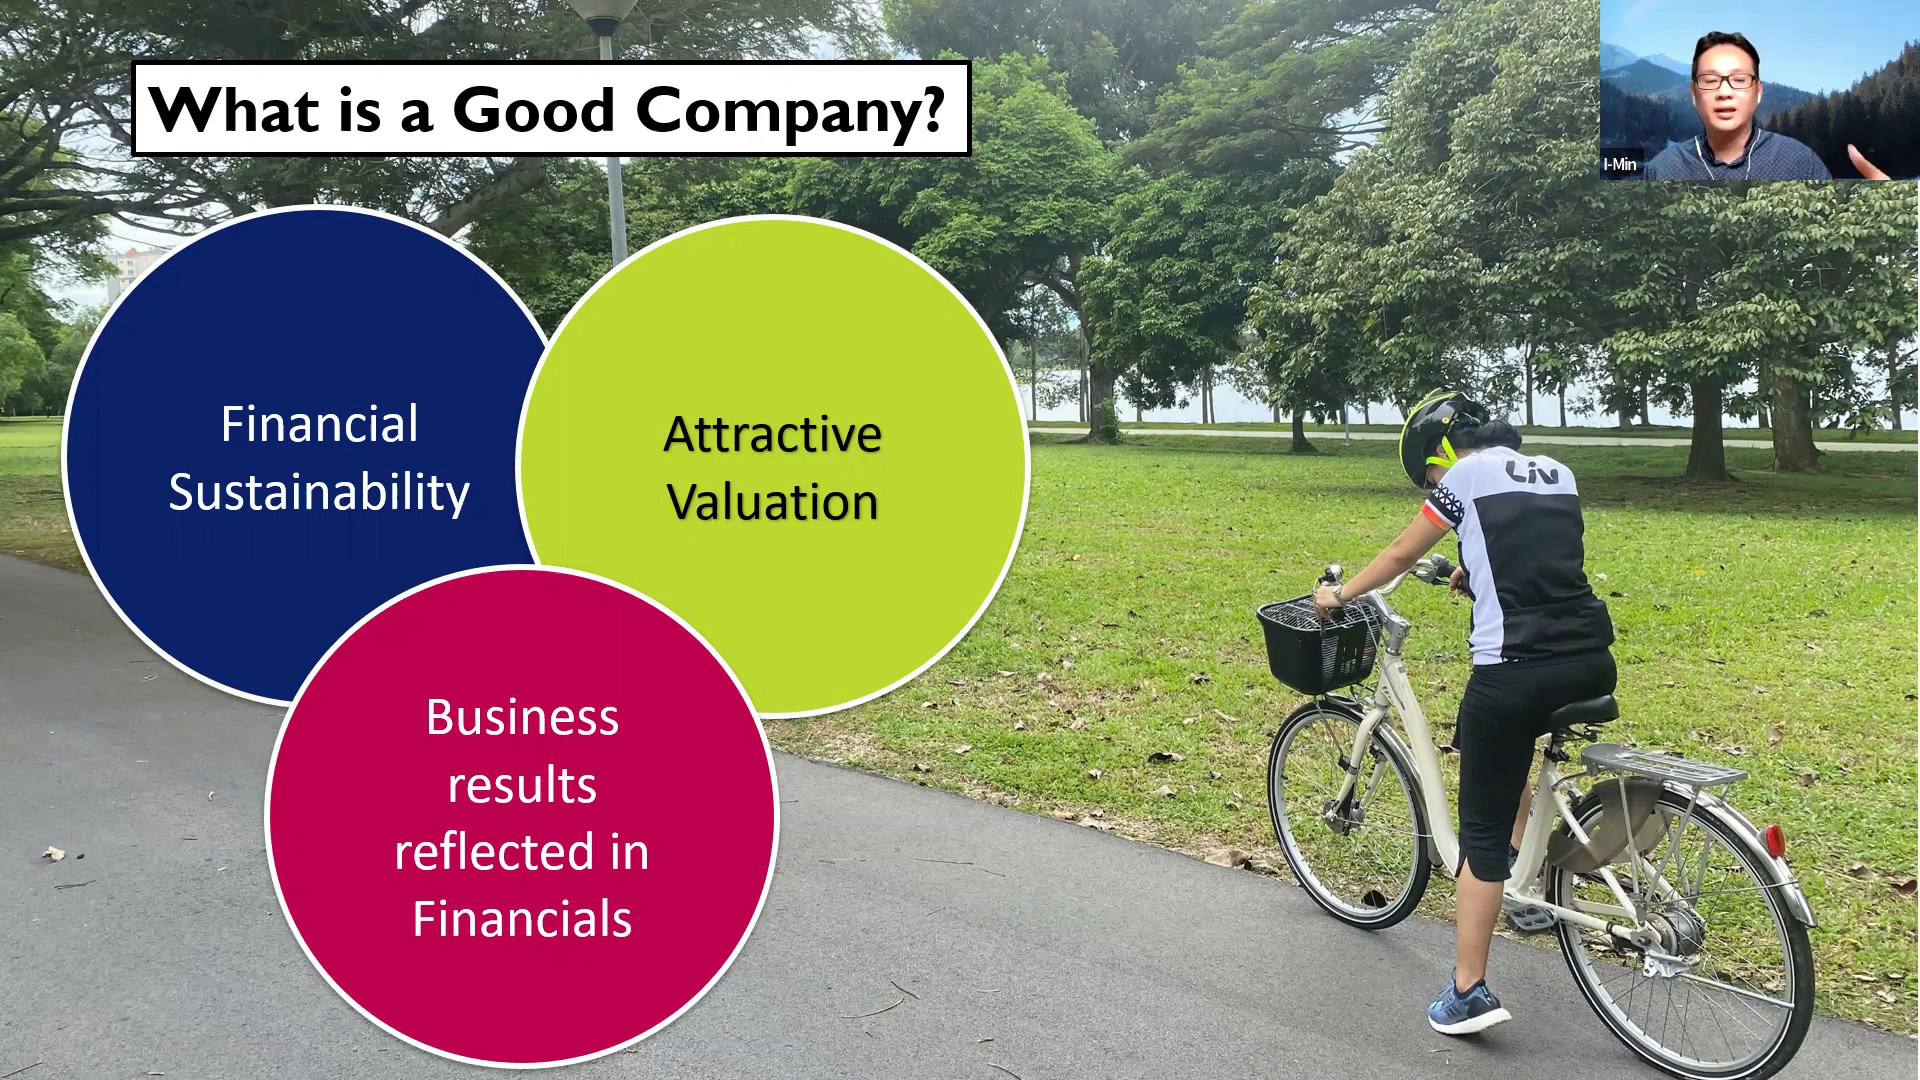 What is a Good Company?
I-Min
Financial
Sustainability
Attractive
Valuation
Business
results
reflected in
Financials
Liv